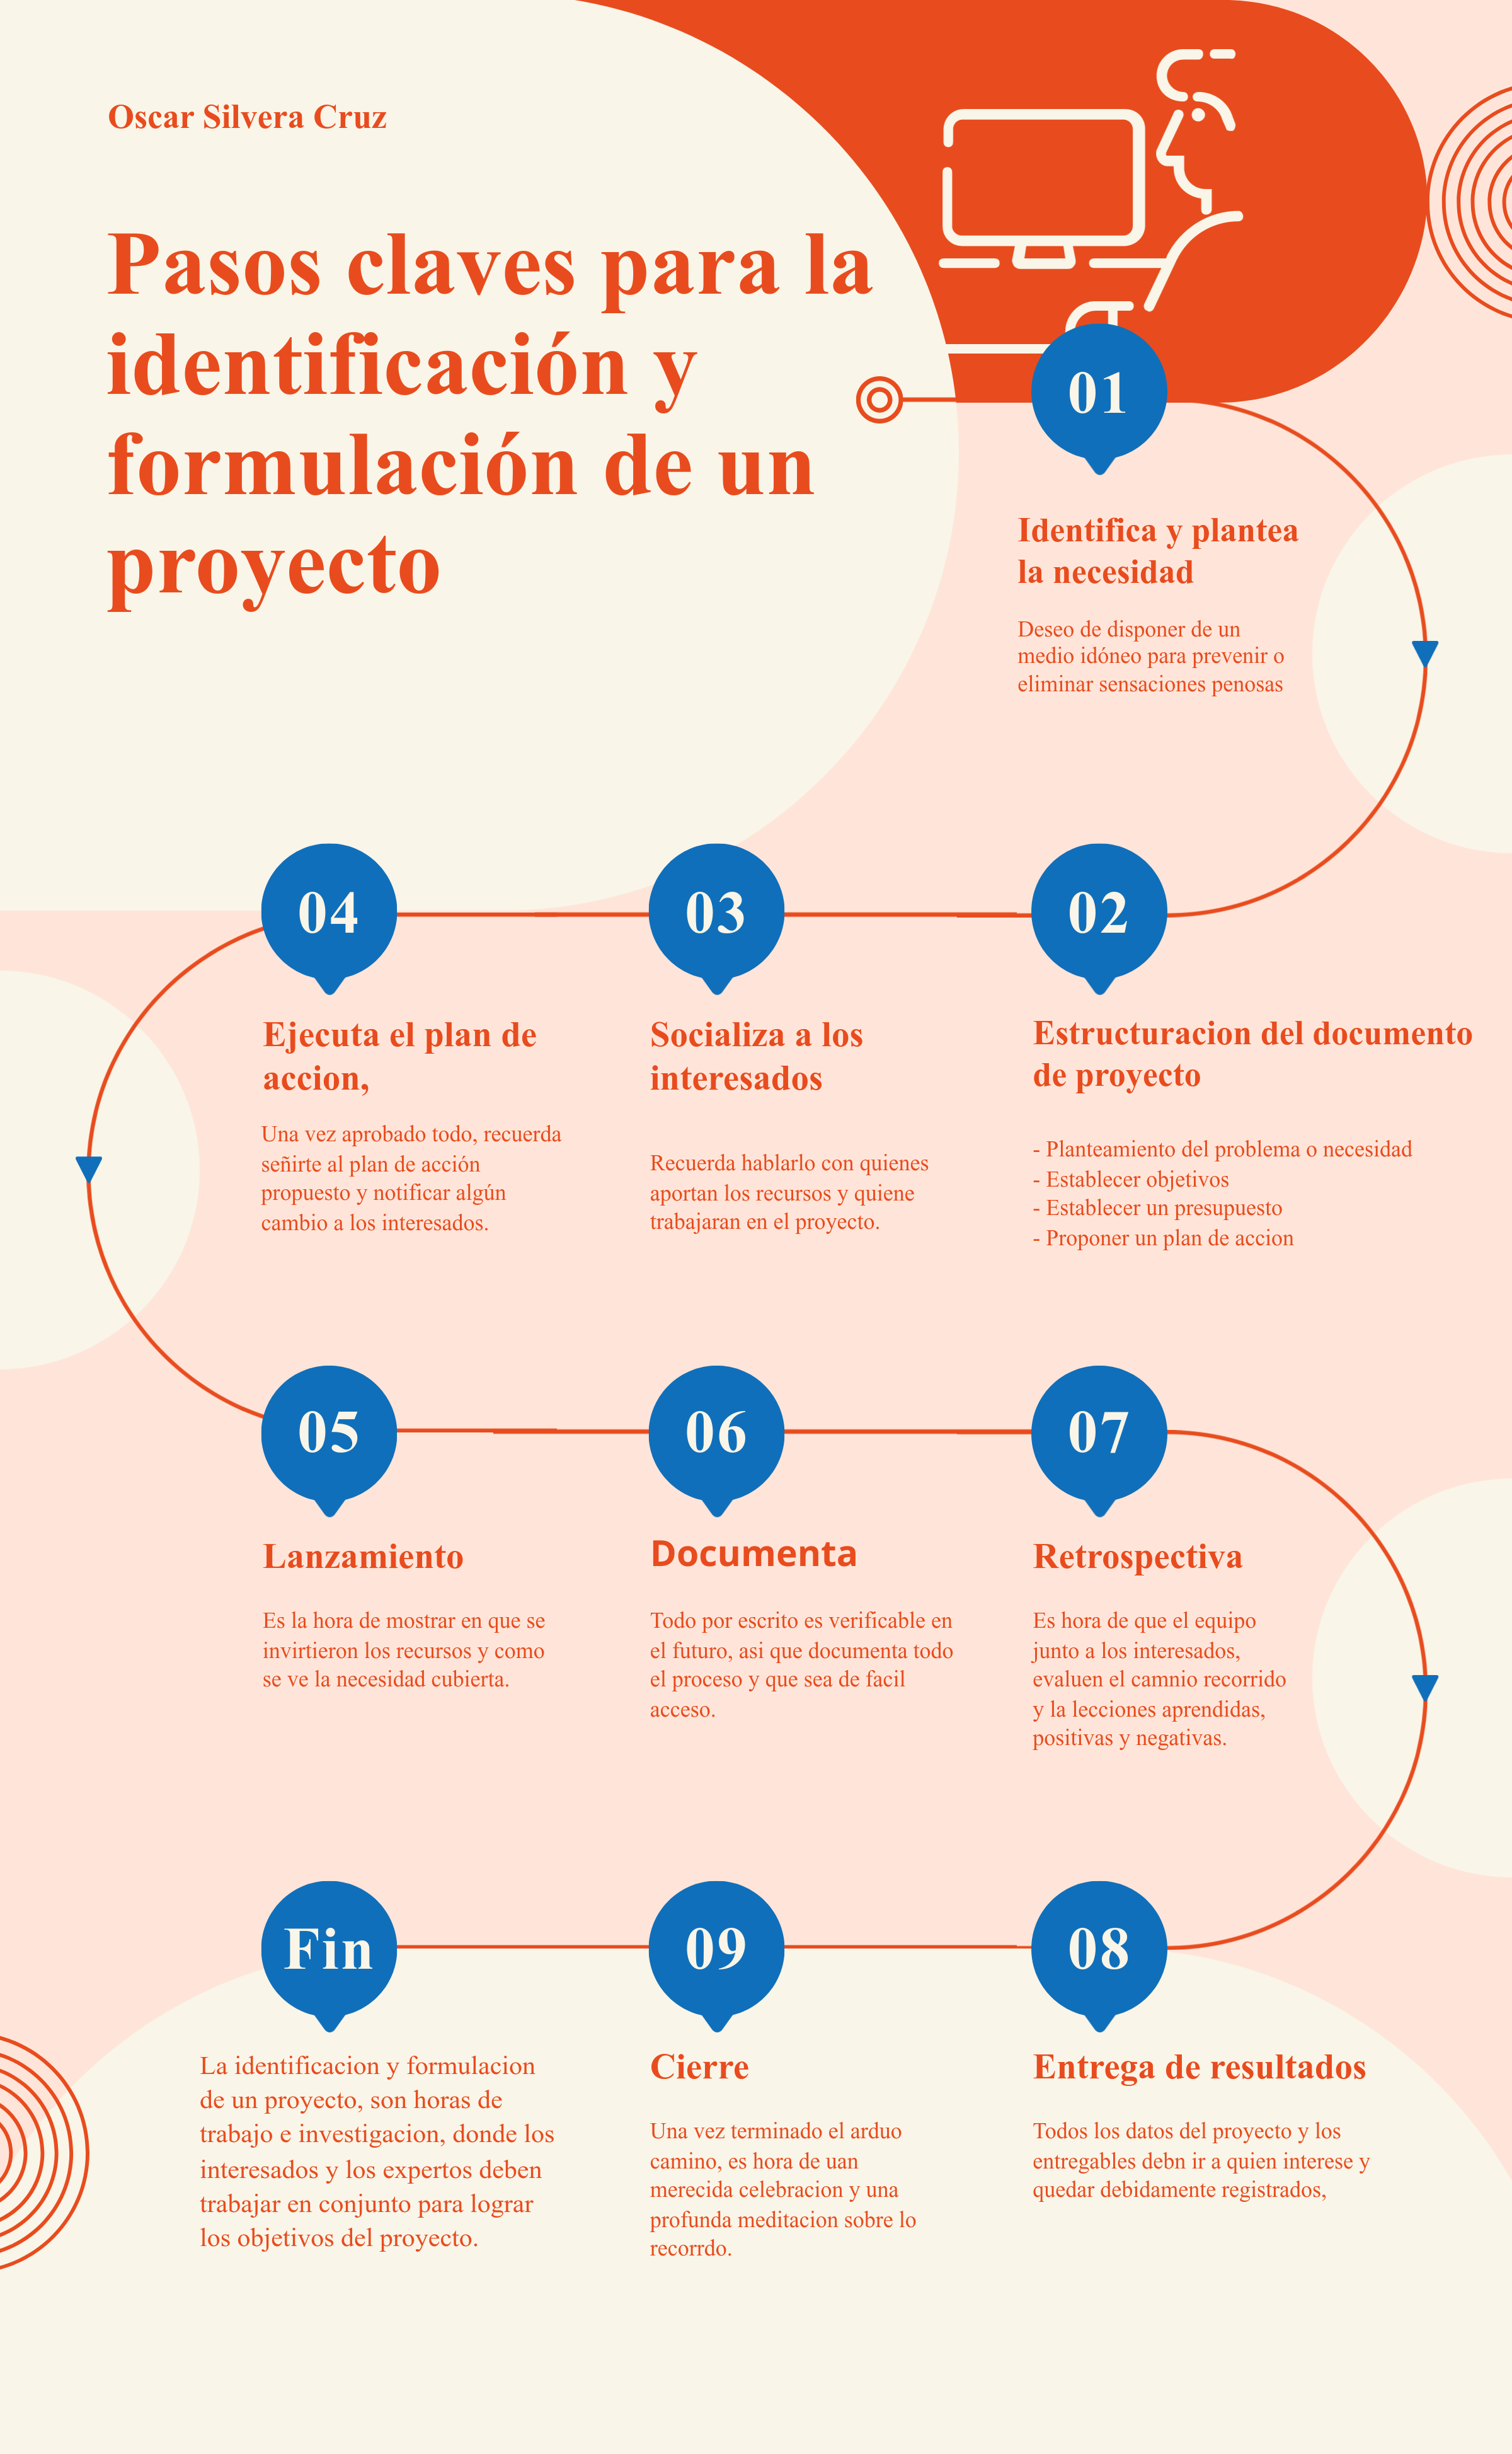 Oscar Silvera Cruz
Pasos claves para la
identificación y
formulación de un
proyecto
01
Identifica y plantea
la necesidad
Deseo de disponer de un
medio idóneo para prevenir o
eliminar sensaciones penosas
02
Estructuracion del documento
de proyecto
- Planteamiento del problema o necesidad
- Establecer objetivos
- Establecer un presupuesto
- Proponer un plan de accion
03
Socializa a los
interesados
Recuerda hablarlo con quienes
aportan los recursos y quiene
trabajaran en el proyecto.
04
Ejecuta el plan de
accion,
Una vez aprobado todo, recuerda
señirte al plan de acción
propuesto y notificar algún
cambio a los interesados.
05
Lanzamiento
Es la hora de mostrar en que se
invirtieron los recursos y como
se ve la necesidad cubierta.
06
Documenta
Todo por escrito es verificable en
el futuro, asi que documenta todo
el proceso y que sea de facil
acceso.
07
Retrospectiva
Es hora de que el equipo
junto a los interesados,
evaluen el camnio recorrido
y la lecciones aprendidas,
positivas y negativas.
08
Entrega de resultados
Todos los datos del proyecto y los
entregables debn ir a quien interese y
quedar debidamente registrados,
09
Cierre
Una vez terminado el arduo
camino, es hora de uan
merecida celebracion y una
profunda meditacion sobre lo
recorrdo.
Fin
La identificacion y formulacion
de un proyecto, son horas de
trabajo e investigacion, donde los
interesados y los expertos deben
trabajar en conjunto para lograr
los objetivos del proyecto.